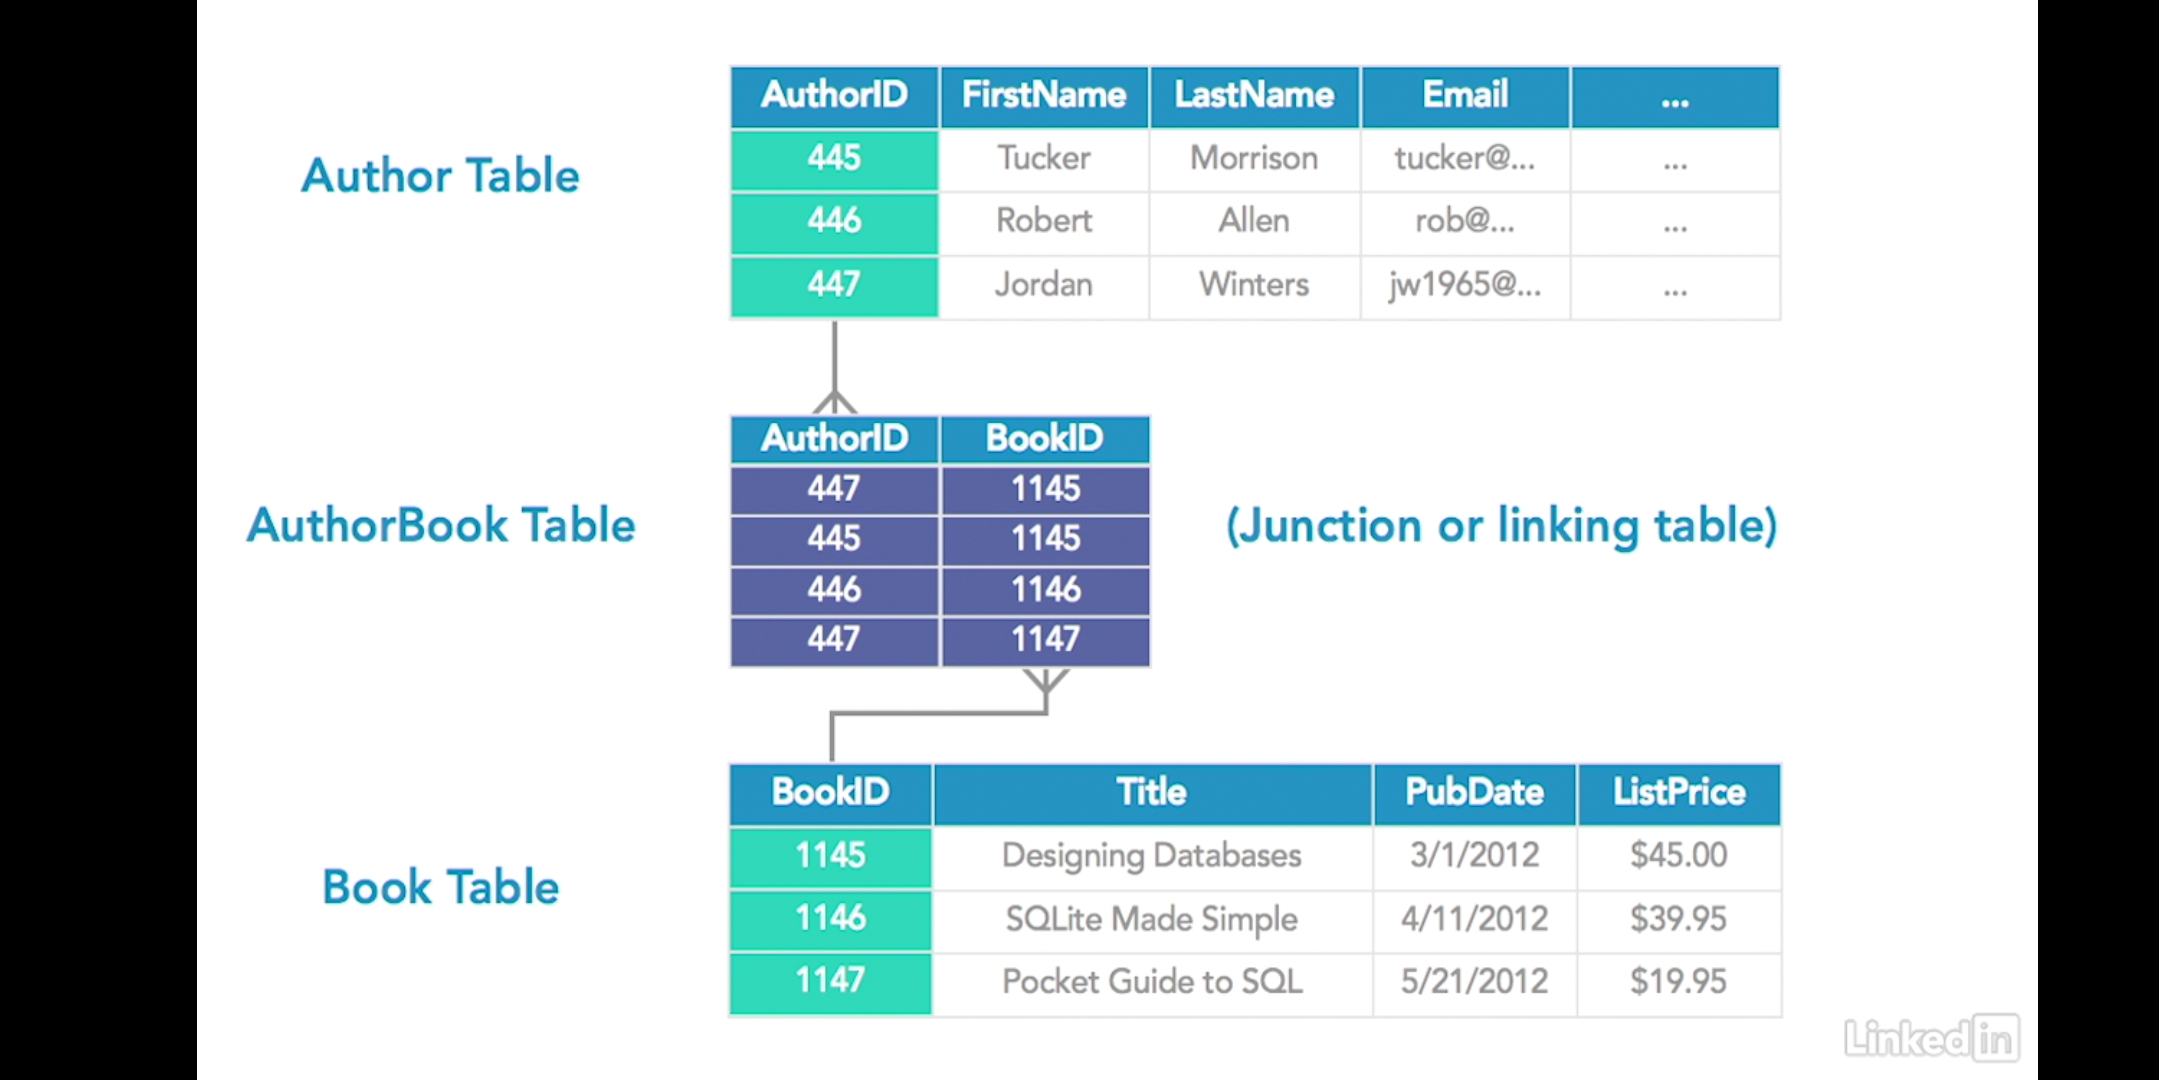 AuthorID FirstName LastName Email ...
Author Table
445 Tucker Morrison tucker@... ...
446 Robert Allen rob@... ...
447 Jordan Winters jw1965@... ...
AuthorID BookID
447 1145
AuthorBook Table
445 1145
(Junction or linking table)
446 1146
447 1147
BookID Title PubDate ListPrice
1145 Designing Databases 3/1/2012 $45.00
Book Table
1146 SQLite Made Simple 4/11/2012 $39.95
1147 Pocket Guide to SQL 5/21/2012 $19.95
Linked in